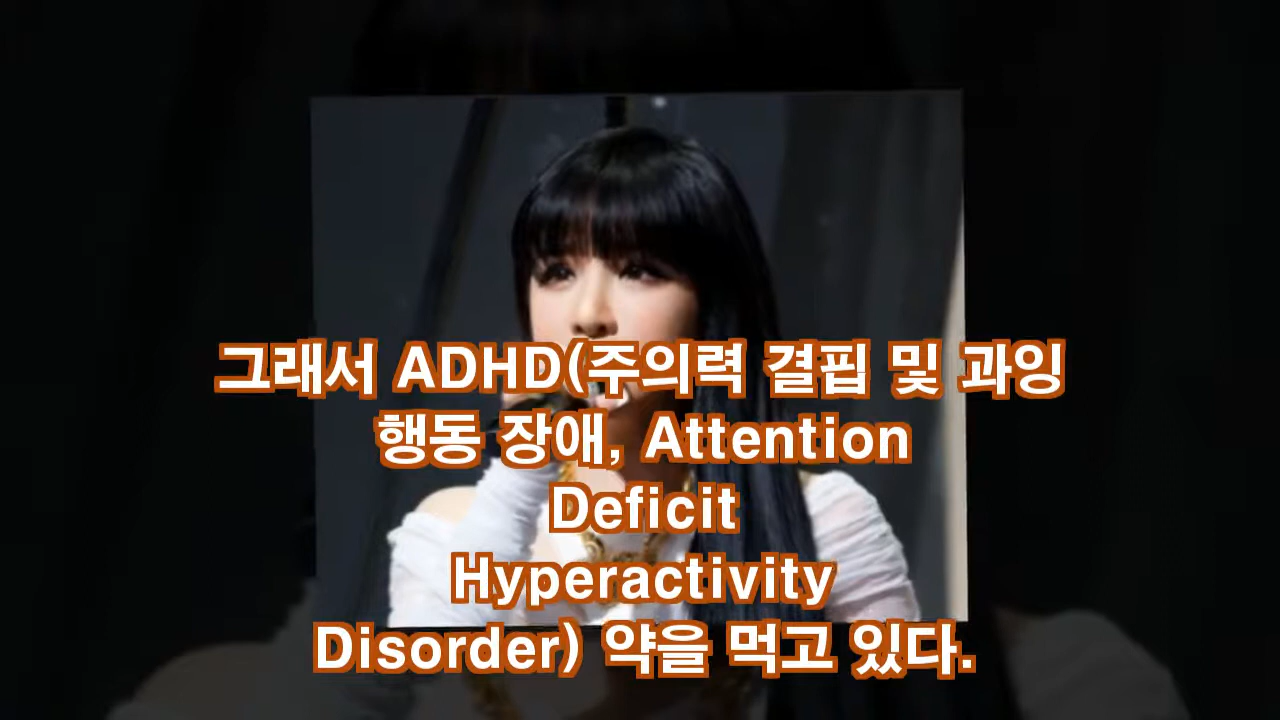 그래서 ADHD(주의력 결핍 및 과잉
행동 장애, Attention
Deficit
Hyperactivity
Disorder) 약을 먹고 있다.